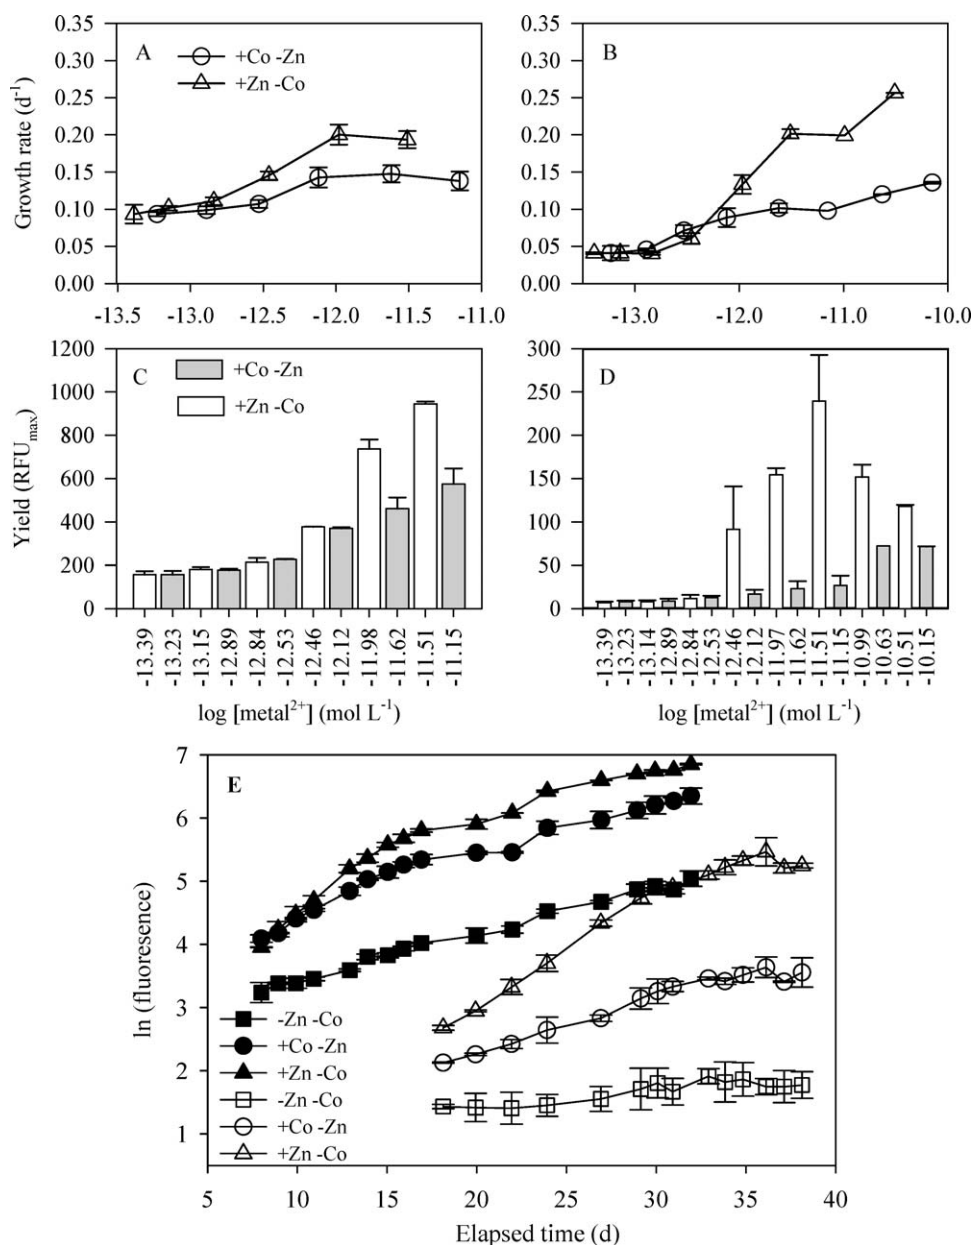 A
+Co -Zn
+Zn -Co
Growth rate (d-1)
0.35
0.30
0.25
0.20
0.15
0.10
0.05
0.00
-13.5 -13.0 -12.5 -12.0 -11.5 -11.0
B
0.35
0.30
0.25
0.20
0.15
0.10
0.05
0.00
-13.0 -12.0 -11.0 -10.0
C
+Co -Zn
+Zn -Co
Yield (RFUmax)
1200
1000
800
600
400
200
0
-13.39 -13.23 -13.15 -12.89 -12.84 -12.53 -12.46 -12.12 -11.98 -11.62 -11.51 -11.15
log [metal2+] (mol L-1)
D
300
250
200
150
100
50
0
-13.39 -13.23 -13.14 -12.89 -12.84 -12.53 -12.46 -12.12 -11.97 -11.62 -11.51 -11.15 -10.99 -10.63 -10.51 -10.15
log [metal2+] (mol L-1)
E
ln (fluoresence)
7
6
5
4
3
2
1
-Zn -Co
+Co -Zn
+Zn -Co
-Zn -Co
+Co -Zn
+Zn -Co
5 10 15 20 25 30 35 40
Elapsed time (d)